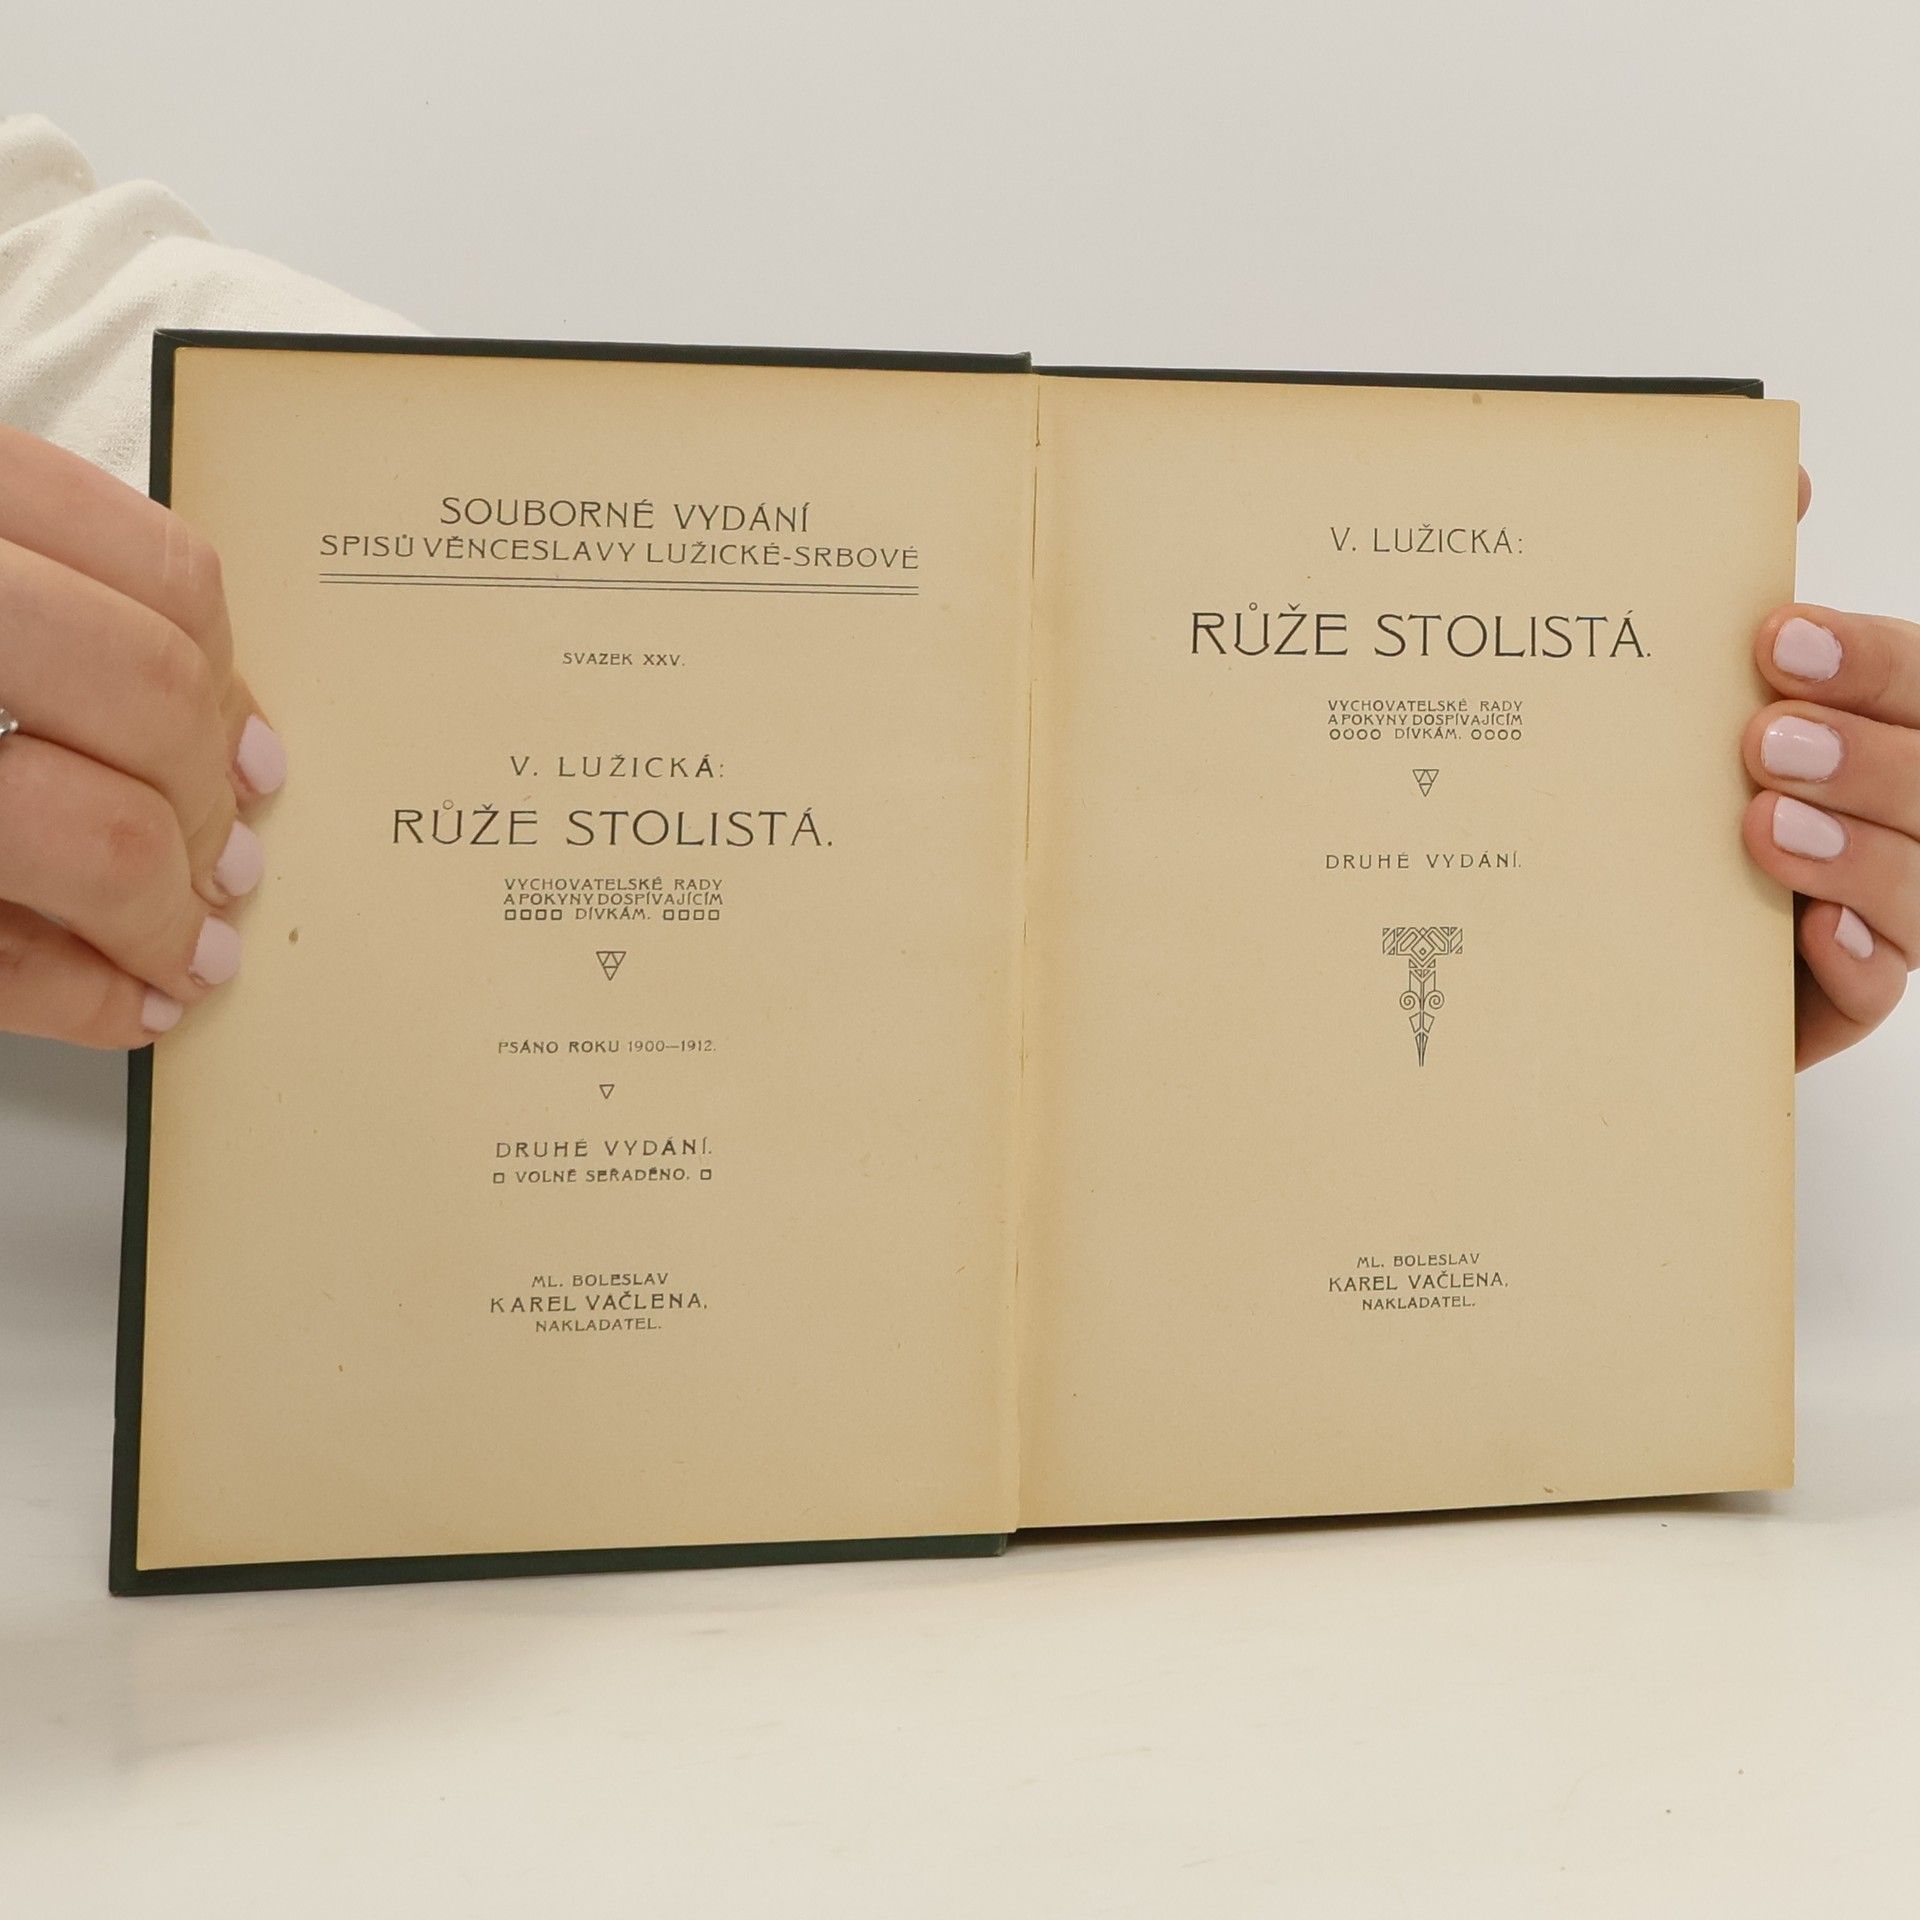 SOUBORNÉ VYDÁNÍ
SPISŮ VĚNCESLAVY LUŽICKÉ-SRBOVÉ
SVAZEK XXV.
V. LUŽICKÁ:
RŮŽE STOLISTÁ.
VYCHOVATELSKÉ RADY
A POKYNY DOSPÍVAJÍCÍM
DÍVKÁM.
PSÁNO ROKU 1900—1912.
DRUHÉ VYDÁNÍ.
VOLNĚ SEŘADĚNO.
ML. BOLESLAV
KAREL VAČLENA,
NAKLADATEL.
V. LUŽICKÁ:
RŮŽE STOLISTÁ.
VYCHOVATELSKÉ RADY
A POKYNY DOSPÍVAJÍCÍM
DÍVKÁM.
DRUHÉ VYDÁNÍ.
ML. BOLESLAV
KAREL VAČLENA,
NAKLADATEL.